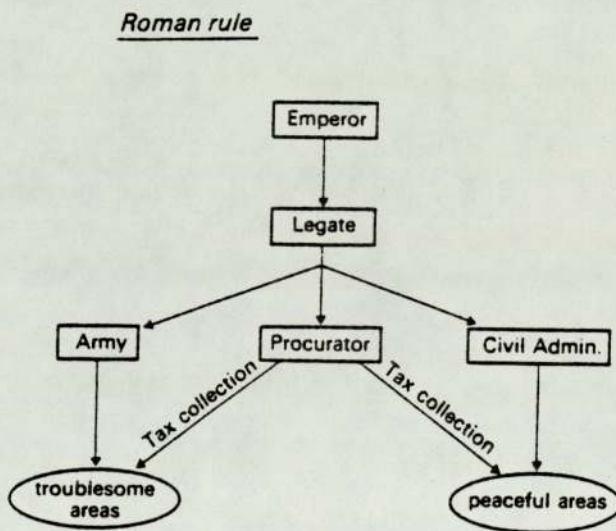 Roman rule
Emperor
Legate
Army
Procurator
Civil Admin.
Tax collection
Tax collection
troublesome
areas
peaceful areas